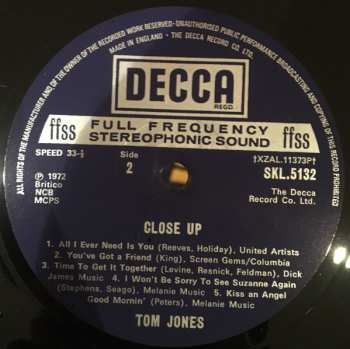 ALL RIGHTS OF THE MANUFACTURER AND OF THE OWNER OF THE RECORDED WORK RESERVED-UNAUTHORISED PUBLIC PERFORMANCE BROADCASTING AND COPYING OF THIS RECORD PROHIBITED
MADE IN ENGLAND. - THE DECCA RECORD CO. LTD.
DECCA
REGD
ffss FULL FREQUENCY ffss
STEREOPHONIC SOUND
SPEED 33-⅓ Side †XZAL.11373P†
2 SKL.5132
℗ 1972 The Decca
Britico Record Co. Ltd.
NCB
MCPS
CLOSE UP
1. All I Ever Need Is You (Reeves, Holiday), United Artists
2. You've Got a Friend (King), Screen Gems/Columbia
3. Time To Get It Together (Levine, Resnick, Feldman), Dick
James Music 4. I Won't Be Sorry To See Suzanne Again
(Stephens, Seago), Melanie Music 5. Kiss an Angel
Good Mornin' (Peters), Melanie Music
TOM JONES